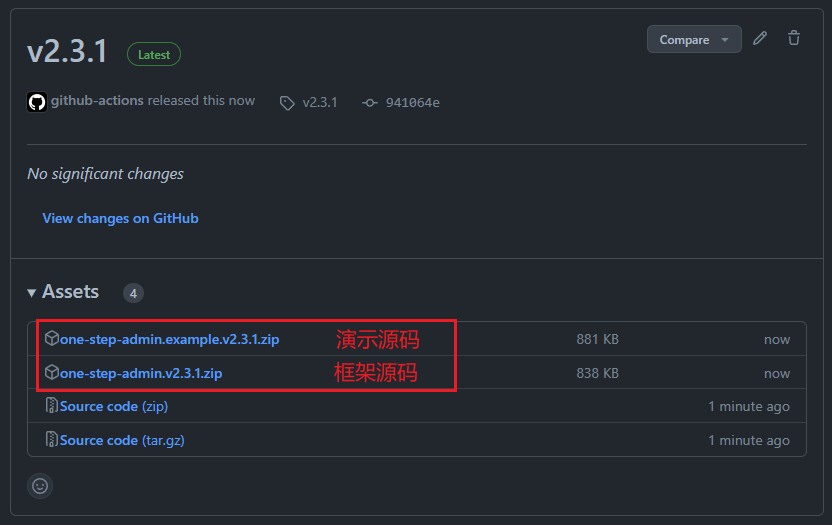 v2.3.1 Latest Compare
github-actions released this now v2.3.1 941064e
No significant changes
View changes on GitHub
Assets 4
one-step-admin.example.v2.3.1.zip 演示源码 881 KB now
one-step-admin.v2.3.1.zip 框架源码 838 KB now
Source code (zip) 1 minute ago
Source code (tar.gz) 1 minute ago